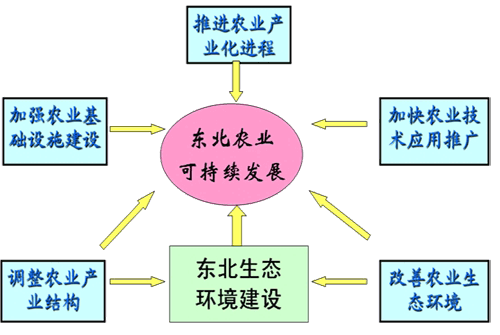 推进农业产
业化进程
加强农业基
础设施建设
东北农业
可持续发展
加快农业技
术应用推广
调整农业产
业结构
东北生态
环境建设
改善农业生
态环境